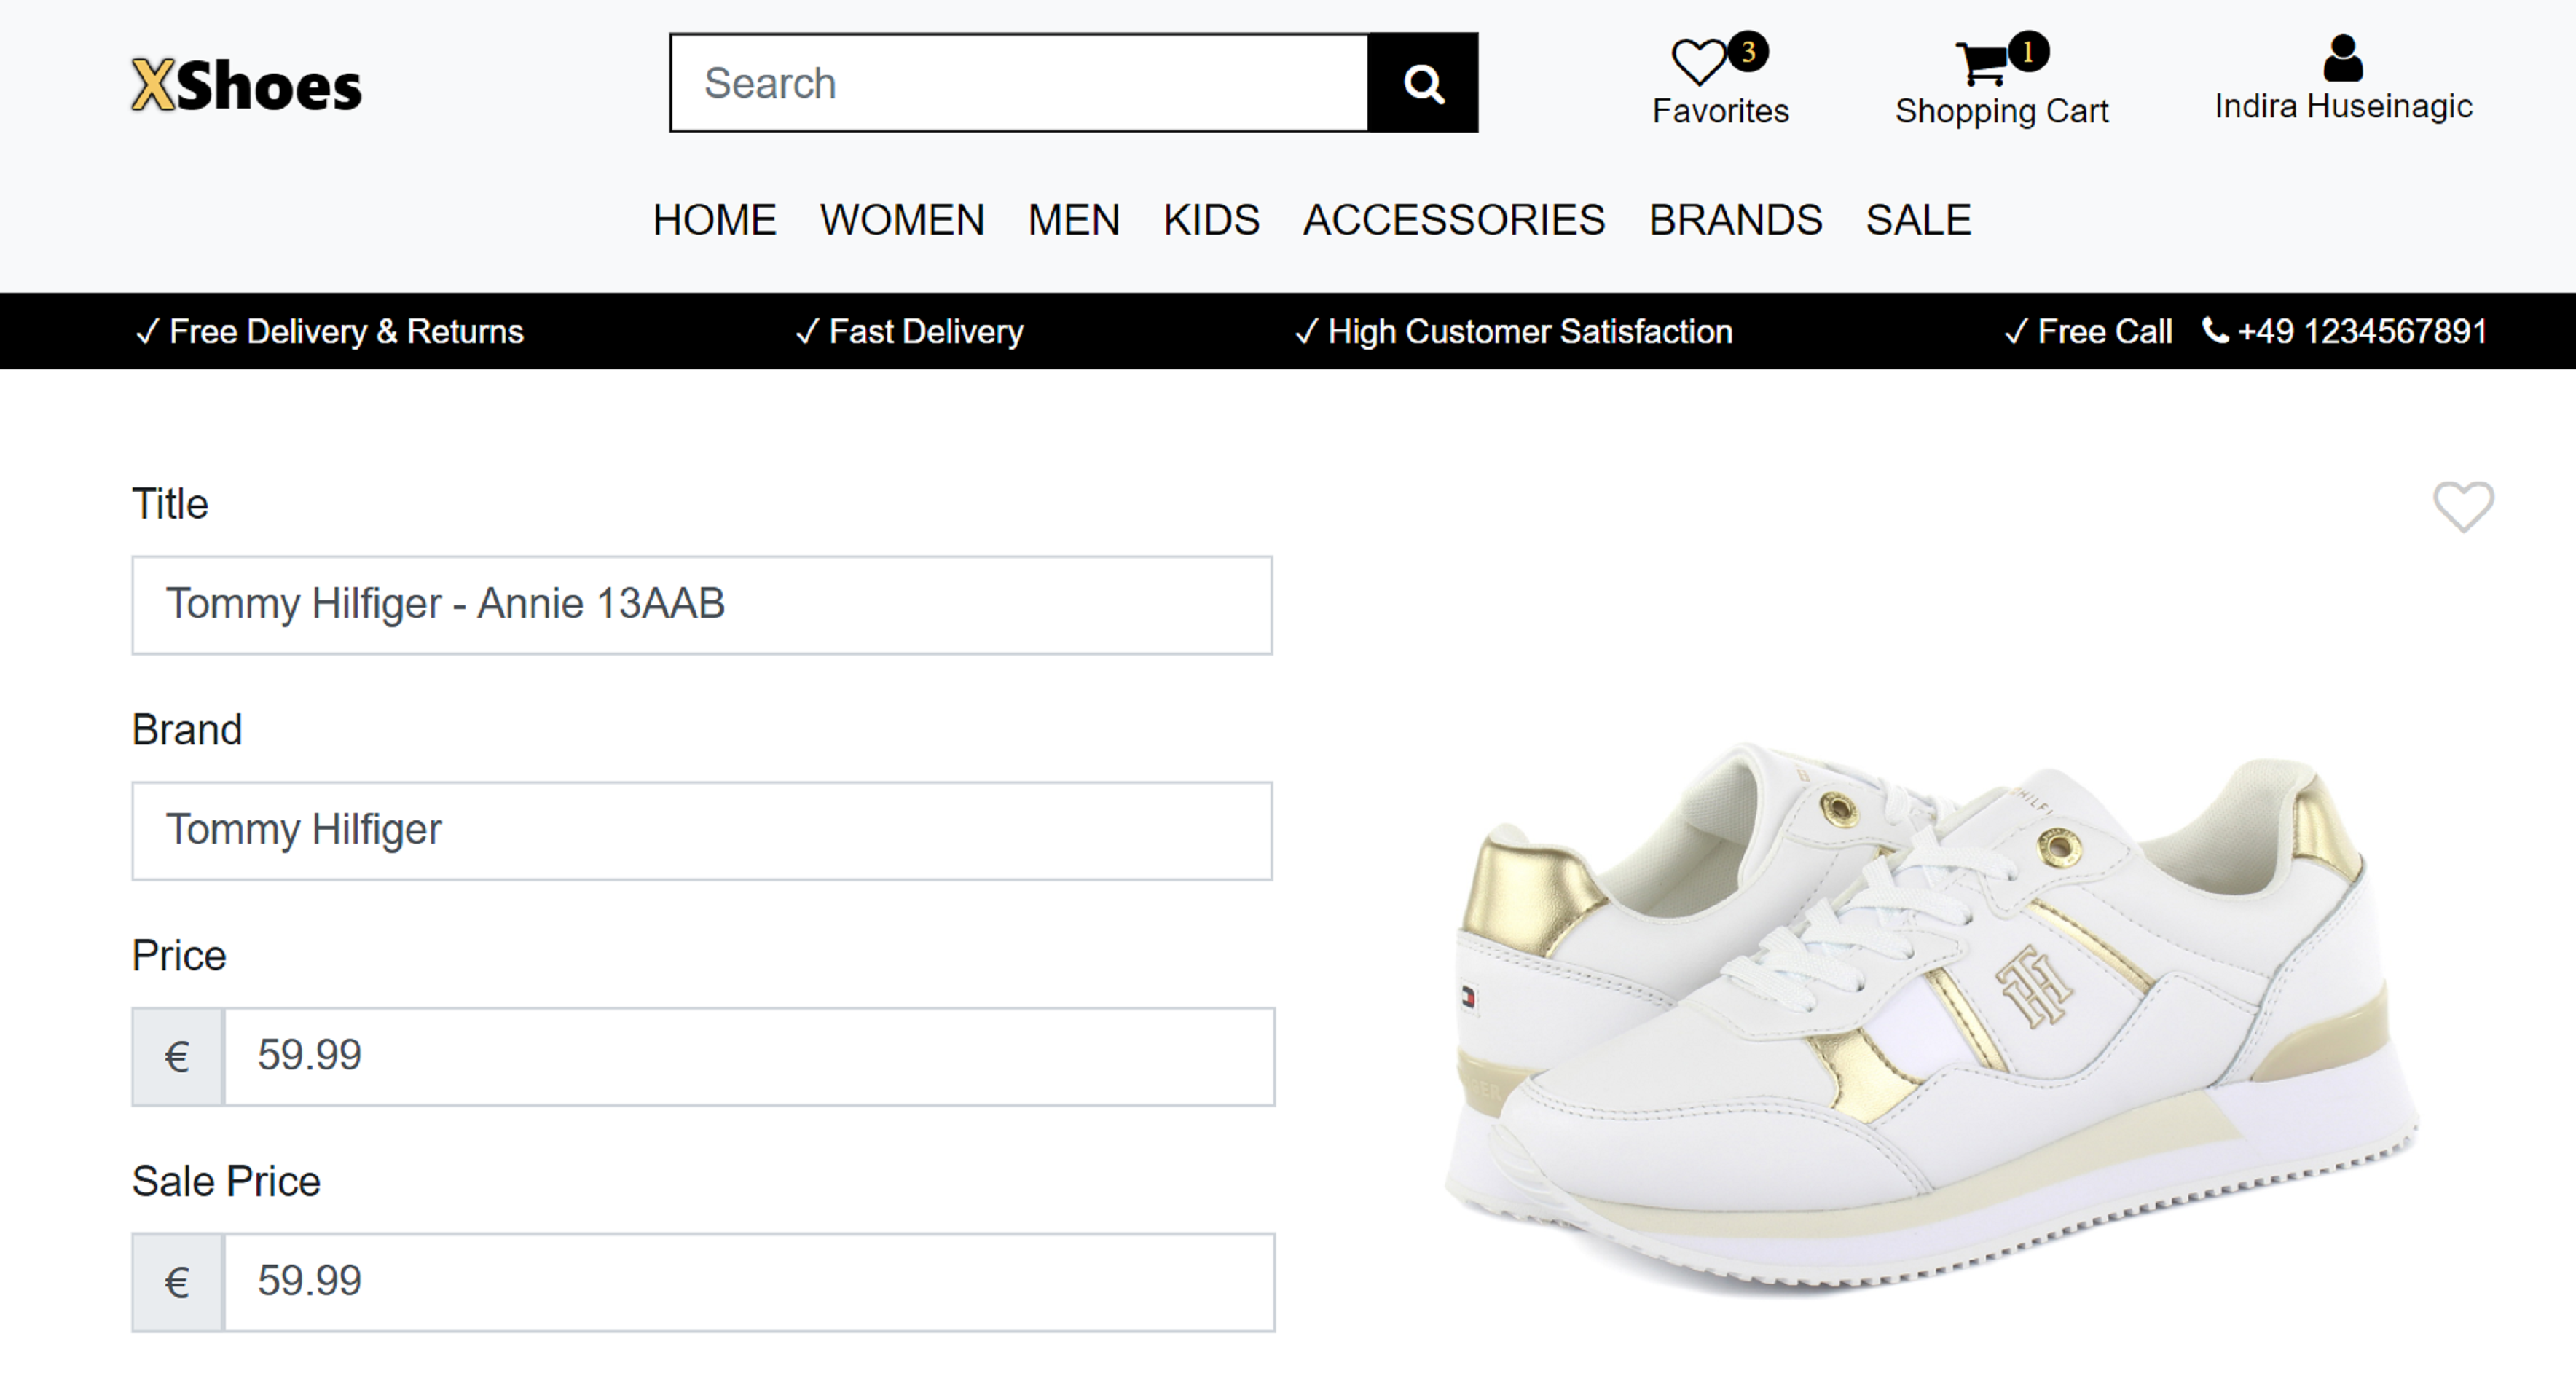 XShoes
Search
3
Favorites
1
Shopping Cart
Indira Huseinagic
HOME WOMEN MEN KIDS ACCESSORIES BRANDS SALE
✓ Free Delivery & Returns ✓ Fast Delivery ✓ High Customer Satisfaction ✓ Free Call +49 1234567891
Title
Tommy Hilfiger - Annie 13AAB
Brand
Tommy Hilfiger
Price
€ 59.99
Sale Price
€ 59.99
TH